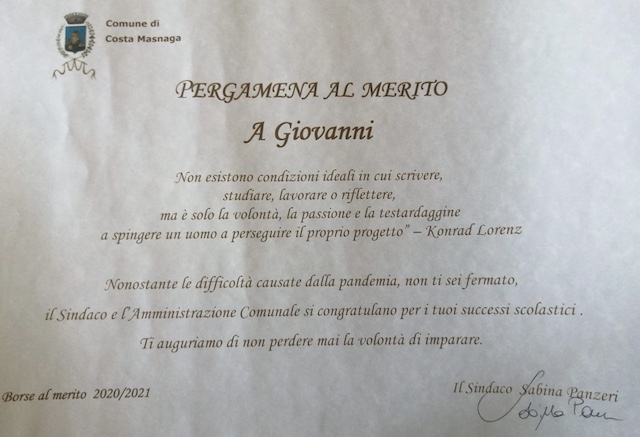 Comune di
Costa Masnaga
PERGAMENA AL MERITO
A Giovanni
Non esistono condizioni ideali in cui scrivere,
studiare, lavorare o riflettere,
ma è solo la volontà, la passione e la testardaggine
a spingere un uomo a perseguire il proprio progetto" – Konrad Lorenz
Nonostante le difficoltà causate dalla pandemia, non ti sei fermato,
il Sindaco e l'Amministrazione Comunale si congratulano per i tuoi successi scolastici .
Ti auguriamo di non perdere mai la volontà di imparare.
Borse al merito 2020/2021
Il Sindaco Sabina Panzeri